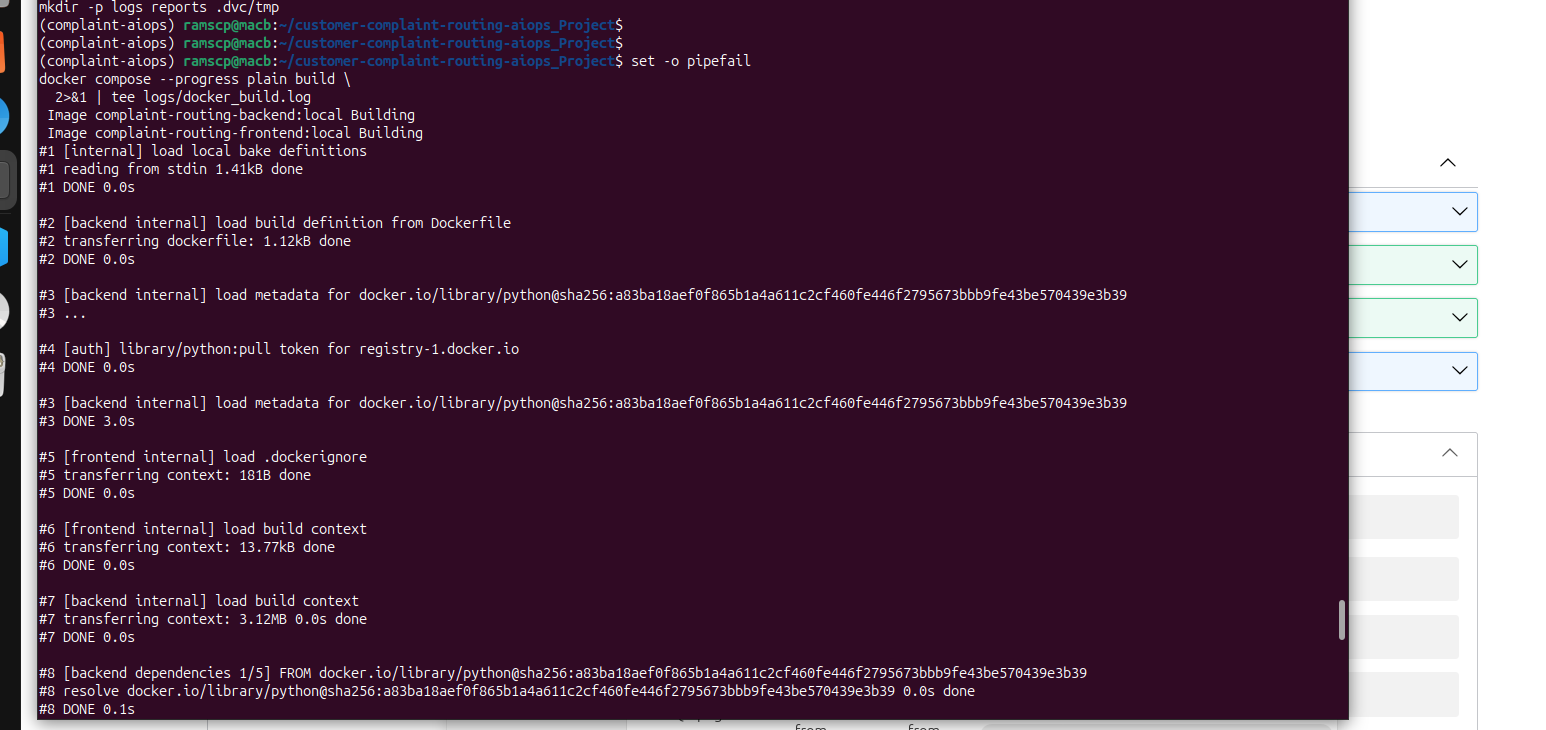 mkdir -p logs reports .dvc/tmp
(complaint-aiops) ramscp@macb:~/customer-complaint-routing-aiops_Project$
(complaint-aiops) ramscp@macb:~/customer-complaint-routing-aiops_Project$
(complaint-aiops) ramscp@macb:~/customer-complaint-routing-aiops_Project$ set -o pipefail
docker compose --progress plain build \
  2>&1 | tee logs/docker_build.log
 Image complaint-routing-backend:local Building
 Image complaint-routing-frontend:local Building
#1 [internal] load local bake definitions
#1 reading from stdin 1.41kB done
#1 DONE 0.0s

#2 [backend internal] load build definition from Dockerfile
#2 transferring dockerfile: 1.12kB done
#2 DONE 0.0s

#3 [backend internal] load metadata for docker.io/library/python@sha256:a83ba18aef0f865b1a4a611c2cf460fe446f2795673bbb9fe43be570439e3b39
#3 ...

#4 [auth] library/python:pull token for registry-1.docker.io
#4 DONE 0.0s

#3 [backend internal] load metadata for docker.io/library/python@sha256:a83ba18aef0f865b1a4a611c2cf460fe446f2795673bbb9fe43be570439e3b39
#3 DONE 3.0s

#5 [frontend internal] load .dockerignore
#5 transferring context: 181B done
#5 DONE 0.0s

#6 [frontend internal] load build context
#6 transferring context: 13.77kB done
#6 DONE 0.0s

#7 [backend internal] load build context
#7 transferring context: 3.12MB 0.0s done
#7 DONE 0.0s

#8 [backend dependencies 1/5] FROM docker.io/library/python@sha256:a83ba18aef0f865b1a4a611c2cf460fe446f2795673bbb9fe43be570439e3b39
#8 resolve docker.io/library/python@sha256:a83ba18aef0f865b1a4a611c2cf460fe446f2795673bbb9fe43be570439e3b39 0.0s done
#8 DONE 0.1s
from from